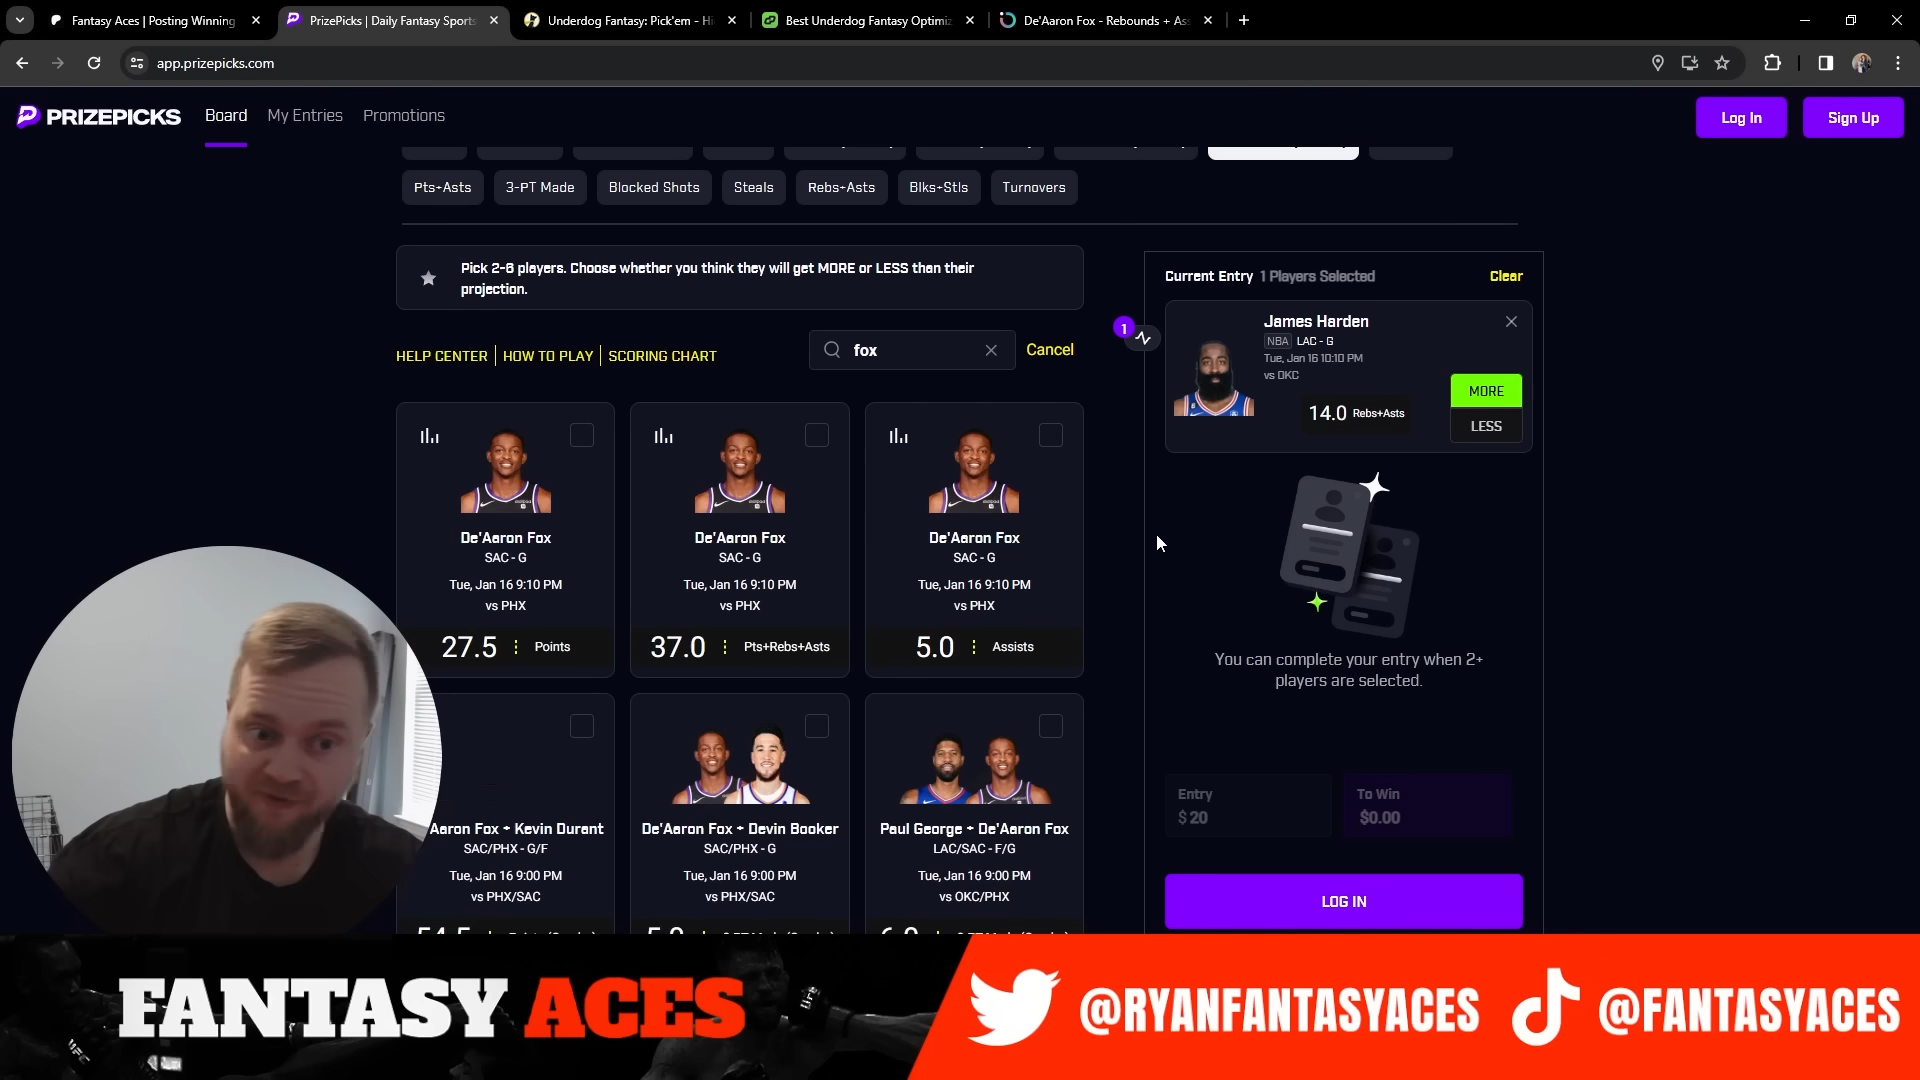 Fantasy Aces | Posting Winning
PrizePicks | Daily Fantasy Sports
Underdog Fantasy: Pick'em - Hi
Best Underdog Fantasy Optimiz
De'Aaron Fox - Rebounds + Ass
app.prizepicks.com
PRIZEPICKS
Board
My Entries
Promotions
Log In
Sign Up
Pts+Asts
3-PT Made
Blocked Shots
Steals
Rebs+Asts
Blks+Stls
Turnovers
Pick 2-6 players. Choose whether you think they will get MORE or LESS than their
projection.
HELP CENTER
HOW TO PLAY
SCORING CHART
fox
Cancel
De'Aaron Fox
SAC - G
Tue, Jan 16 9:10 PM
vs PHX
27.5 Points
De'Aaron Fox
SAC - G
Tue, Jan 16 9:10 PM
vs PHX
37.0 Pts+Rebs+Asts
De'Aaron Fox
SAC - G
Tue, Jan 16 9:10 PM
vs PHX
5.0 Assists
Aaron Fox + Kevin Durant
SAC/PHX - G/F
Tue, Jan 16 9:00 PM
vs PHX/SAC
De'Aaron Fox + Devin Booker
SAC/PHX - G
Tue, Jan 16 9:00 PM
vs PHX/SAC
Paul George + De'Aaron Fox
LAC/SAC - F/G
Tue, Jan 16 9:00 PM
vs OKC/PHX
Current Entry 1 Players Selected
Clear
1
James Harden
NBA LAC - G
Tue, Jan 16 10:10 PM
vs OKC
14.0 Rebs+Asts
MORE
LESS
You can complete your entry when 2+
players are selected.
Entry
$ 20
To Win
$0.00
LOG IN
FANTASY ACES
@RYANFANTASYACES
@FANTASYACES